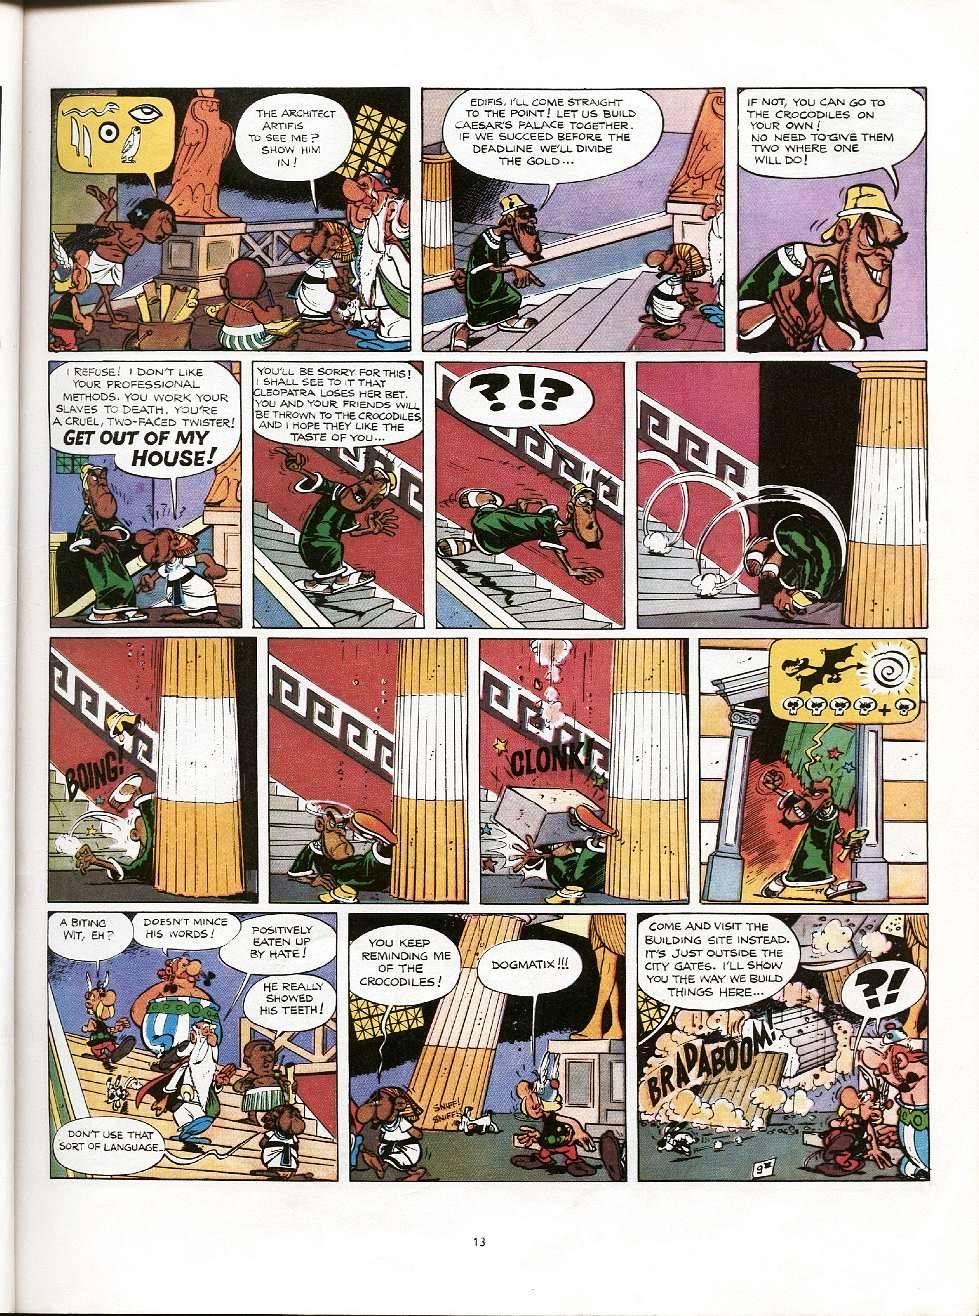 THE ARCHITECT
ARTIFIS
TO SEE ME?
SHOW HIM
IN!
EDIFIS, I'LL COME STRAIGHT
TO THE POINT! LET US BUILD
CAESAR'S PALACE TOGETHER.
IF WE SUCCEED BEFORE THE
DEADLINE WE'LL DIVIDE
THE GOLD...
IF NOT, YOU CAN GO TO
THE CROCODILES ON
YOUR OWN!
NO NEED TO GIVE THEM
TWO WHERE ONE
WILL DO!
I REFUSE! I DON'T LIKE
YOUR PROFESSIONAL
METHODS. YOU WORK YOUR
SLAVES TO DEATH. YOU'RE
A CRUEL, TWO-FACED TWISTER!
GET OUT OF MY
HOUSE!
YOU'LL BE SORRY FOR THIS!
I SHALL SEE TO IT THAT
CLEOPATRA LOSES HER BET.
YOU AND YOUR FRIENDS WILL
BE THROWN TO THE CROCODILES
AND I HOPE THEY LIKE THE
TASTE OF YOU...
?!?
BOING!
CLONK!
+
A BITING
WIT, EH?
DOESN'T MINCE
HIS WORDS!
POSITIVELY
EATEN UP
BY HATE!
HE REALLY
SHOWED
HIS TEETH!
DON'T USE THAT
SORT OF LANGUAGE...
YOU KEEP
REMINDING ME
OF THE
CROCODILES!
DOGMATIX!!!
SNIFF!
SNIFF!
COME AND VISIT THE
BUILDING SITE INSTEAD.
IT'S JUST OUTSIDE THE
CITY GATES. I'LL SHOW
YOU THE WAY WE BUILD
THINGS HERE...
?!
BRADABOOM!
CRACS!
9 II
13